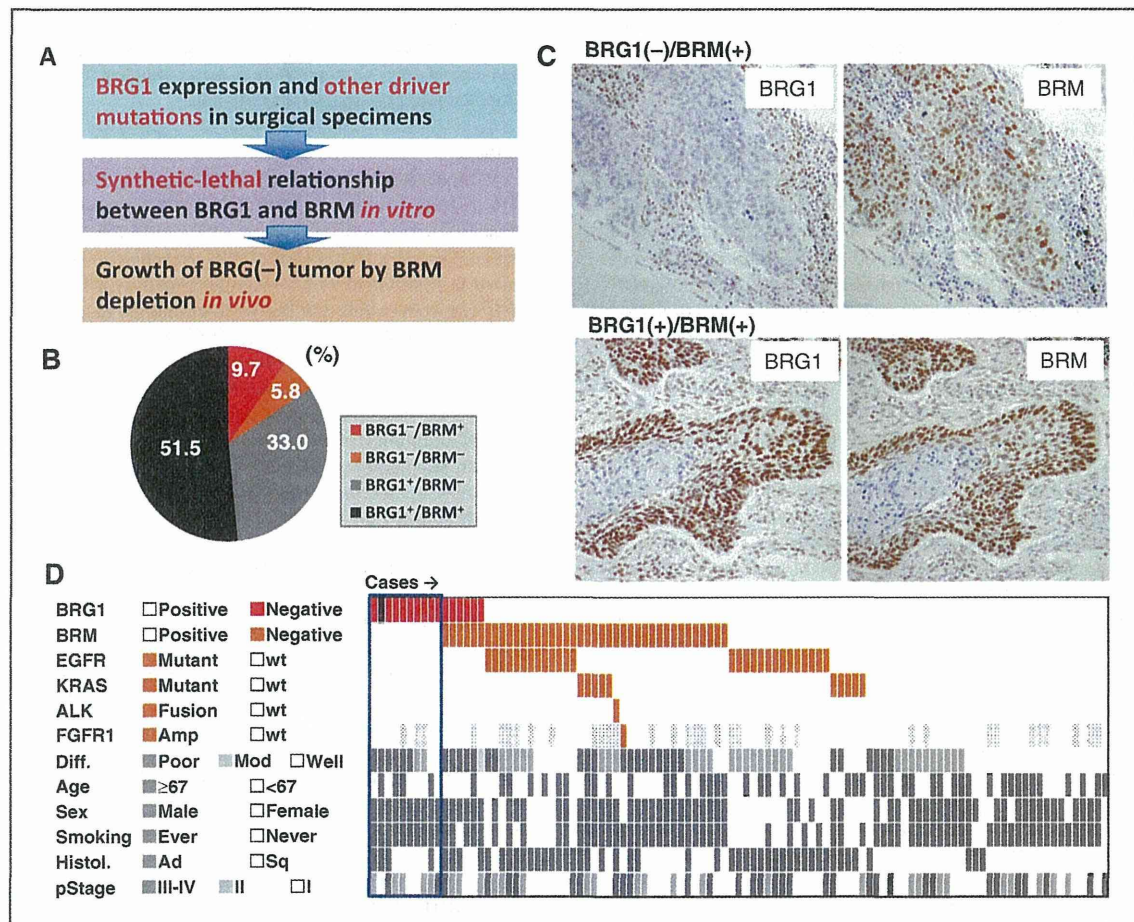 A
BRG1 expression and other driver
mutations in surgical specimens
Synthetic-lethal relationship
between BRG1 and BRM in vitro
Growth of BRG(–) tumor by BRM
depletion in vivo
B
(%)
9.7
5.8
33.0
51.5
BRG1⁻/BRM⁺
BRG1⁻/BRM⁻
BRG1⁺/BRM⁻
BRG1⁺/BRM⁺
C
BRG1(–)/BRM(+)
BRG1
BRM
BRG1(+)/BRM(+)
BRG1
BRM
D
Cases →
BRG1 Positive Negative
BRM Positive Negative
EGFR Mutant wt
KRAS Mutant wt
ALK Fusion wt
FGFR1 Amp wt
Diff. Poor Mod Well
Age ≥67 <67
Sex Male Female
Smoking Ever Never
Histol. Ad Sq
pStage III-IV II I